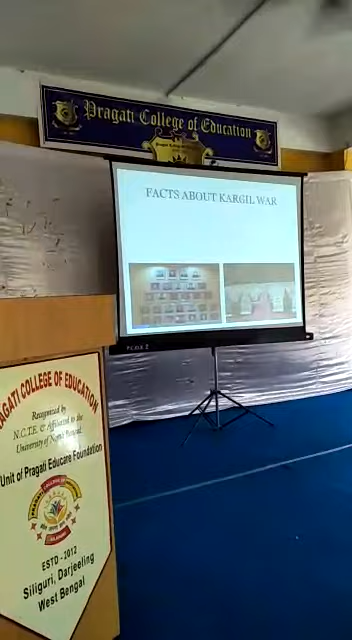 Pragati College of Education
FACTS ABOUT KARGIL WAR
PRAGATI COLLEGE OF EDUCATION
Recognized by
N.C.T.E. & Affiliated to the
University of North Bengal
Unit of Pragati Educare Foundation
ESTD - 2012
Siliguri, Darjeeling
West Bengal